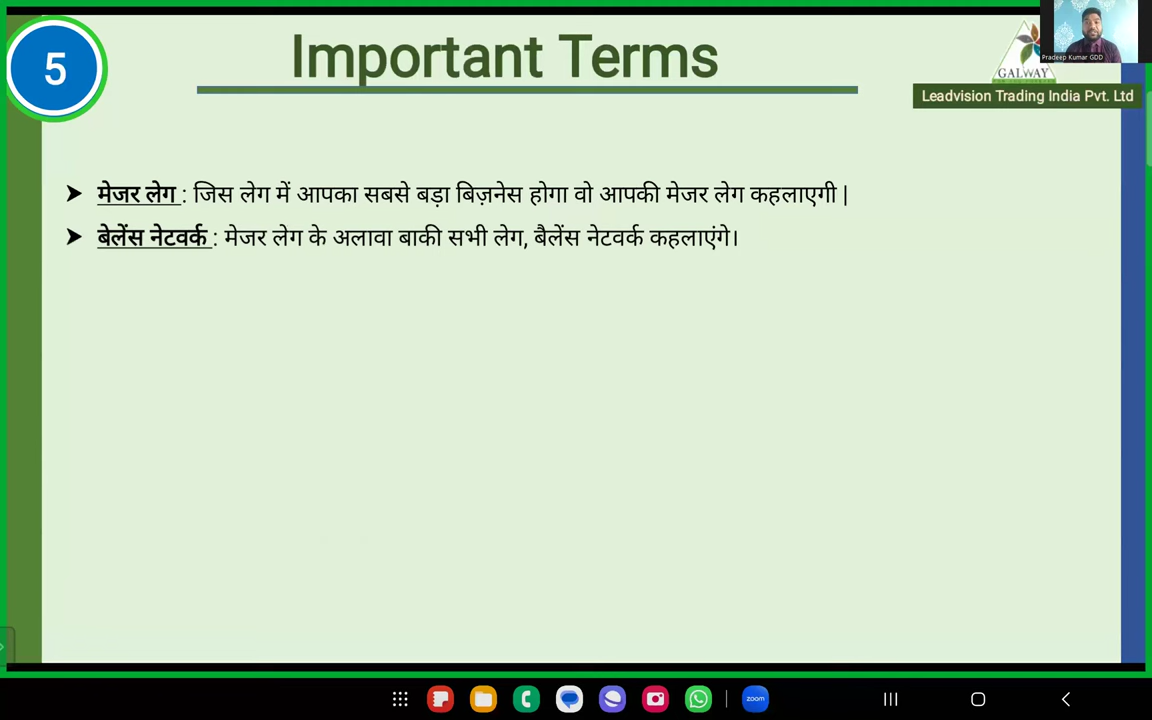 5
Important Terms
GALWAY
Pradeep Kumar GDD
Leadvision Trading India Pvt. Ltd
➤ मेजर लेग : जिस लेग में आपका सबसे बड़ा बिज़नेस होगा वो आपकी मेजर लेग कहलाएगी |
➤ बेलेंस नेटवर्क : मेजर लेग के अलावा बाकी सभी लेग, बैलेंस नेटवर्क कहलाएंगे।
zoom